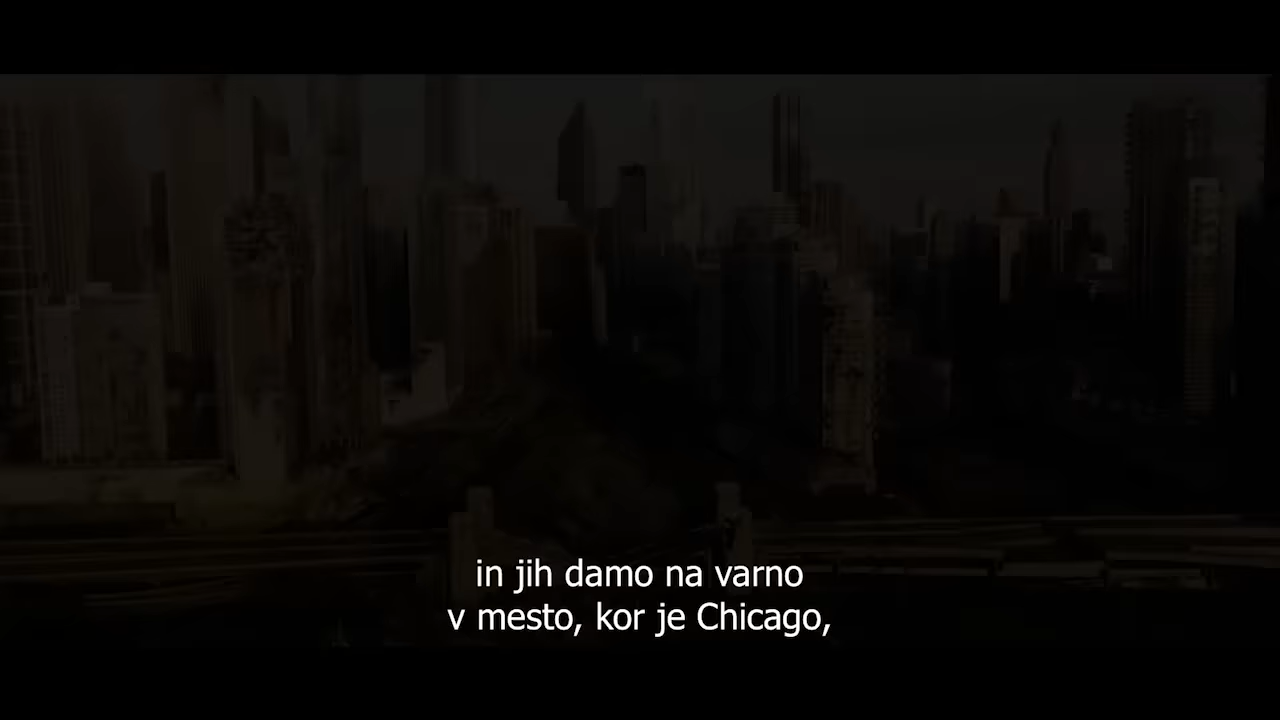 in jih damo na varno
v mesto, kor je Chicago,